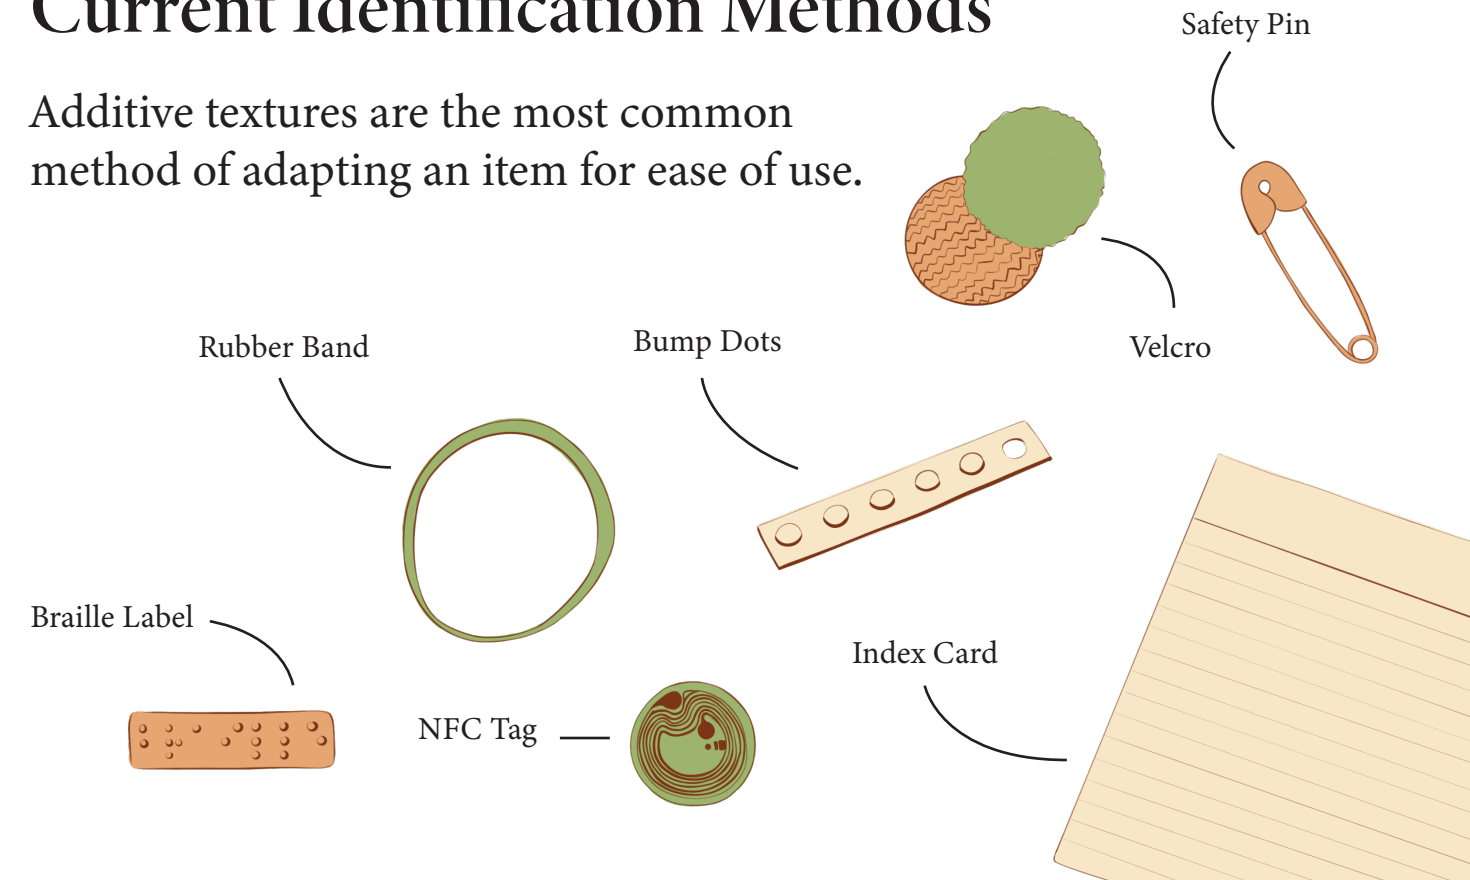 Current Identification Methods
Safety Pin
Additive textures are the most common
method of adapting an item for ease of use.
Rubber Band
Bump Dots
Velcro
Braille Label
Index Card
NFC Tag